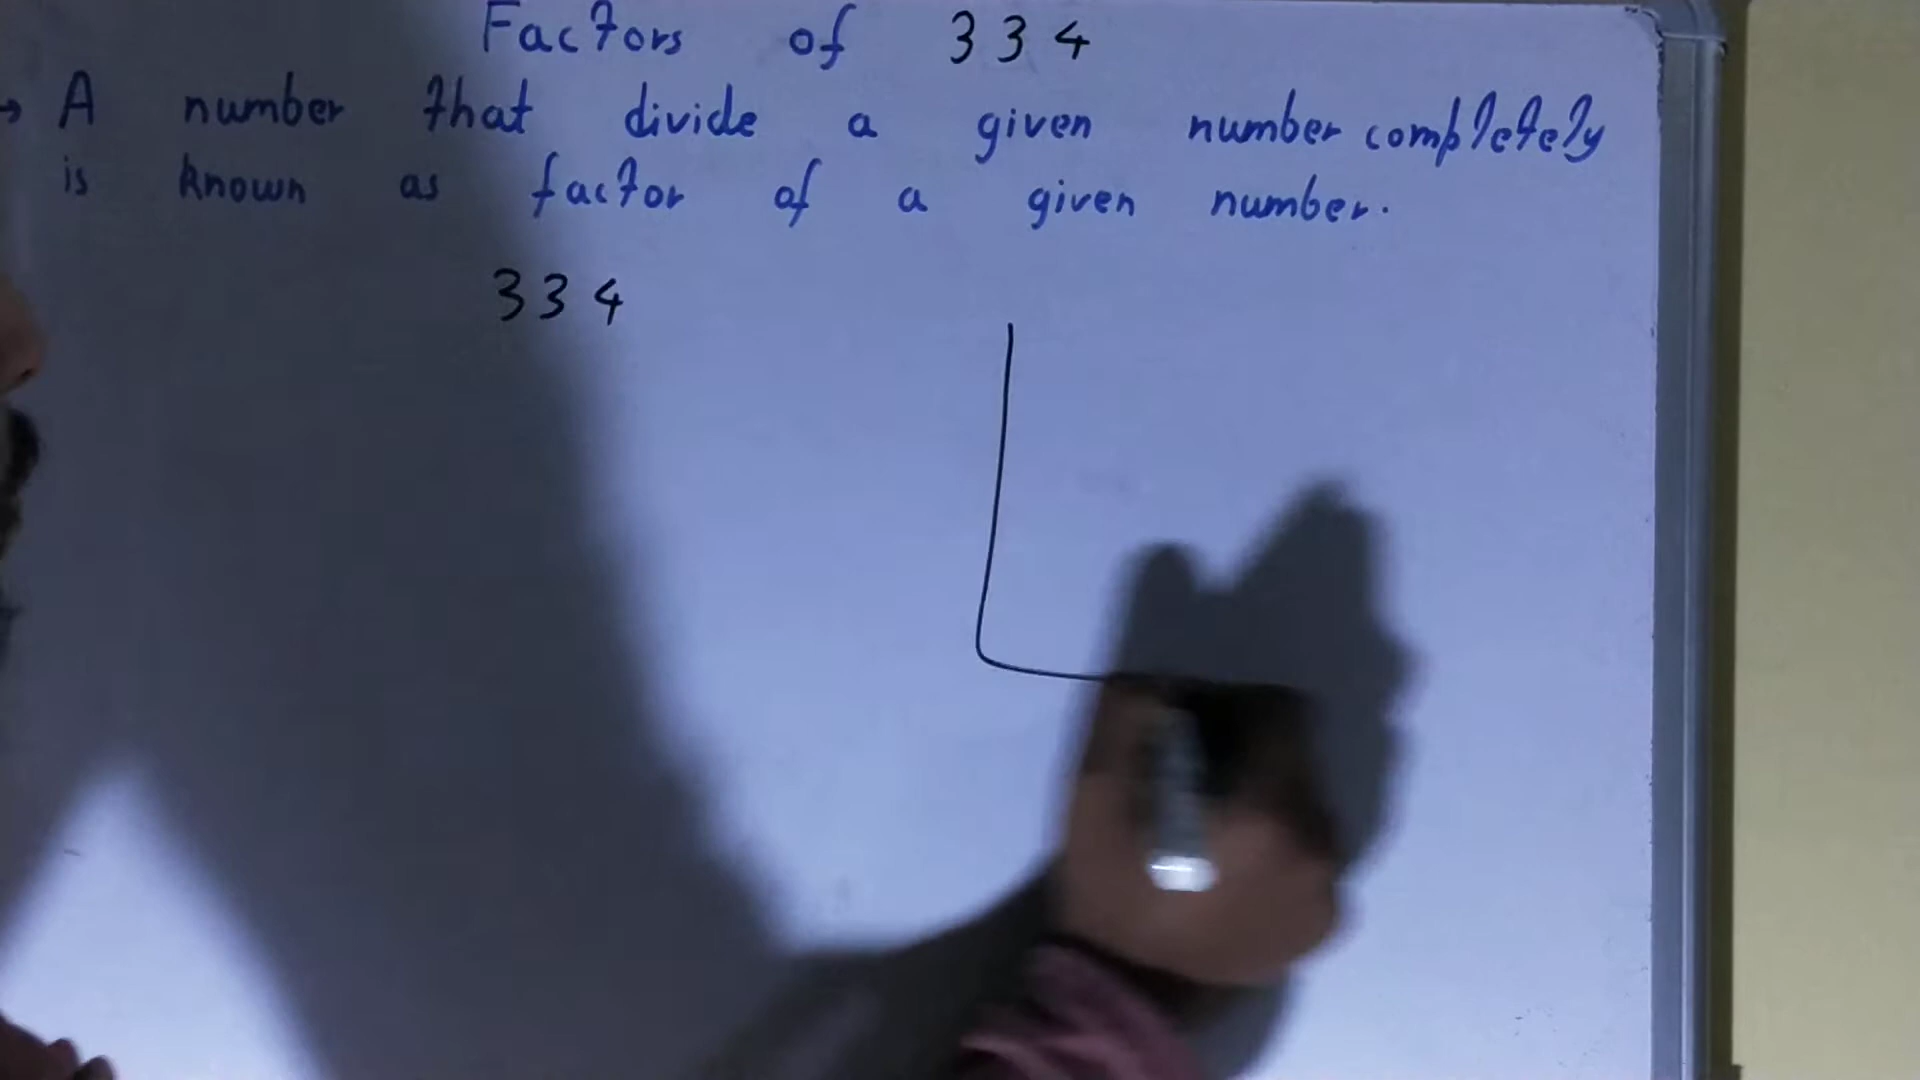 Factors of 334
→ A number that divide a given number completely
is known as factor of a given number.
334